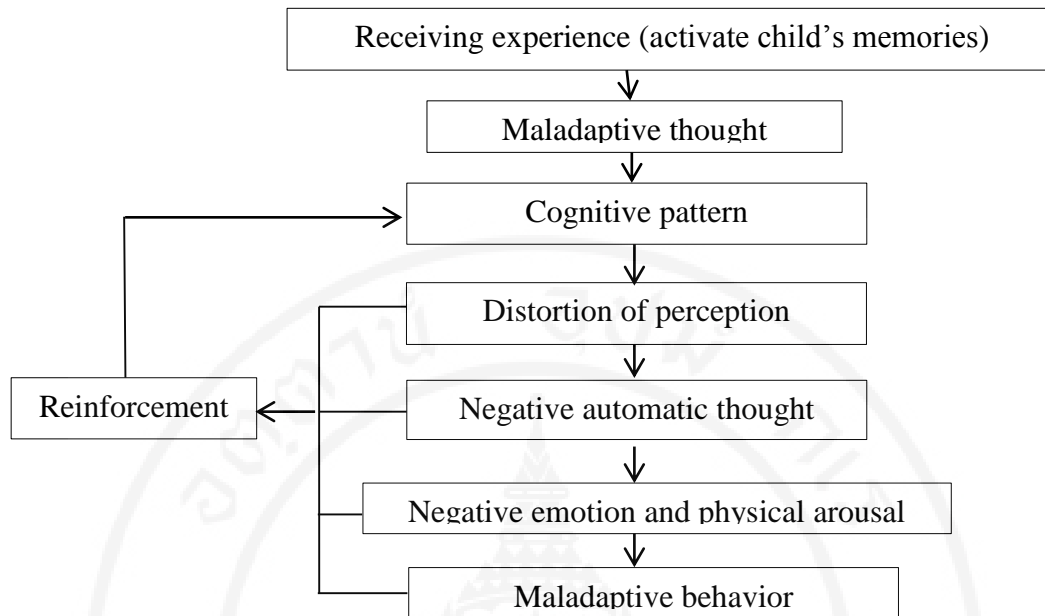 Receiving experience (activate child’s memories)
Maladaptive thought
Cognitive pattern
Distortion of perception
Reinforcement
Negative automatic thought
Negative emotion and physical arousal
Maladaptive behavior